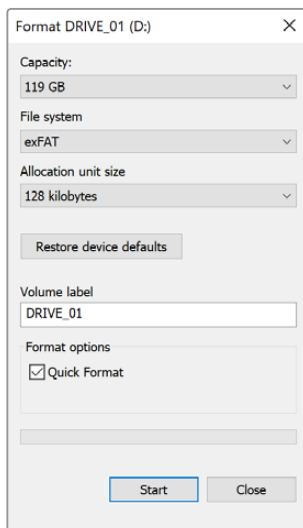 Format DRIVE_01 (D:)
Capacity:
119 GB
File system
exFAT
Allocation unit size
128 kilobytes
Restore device defaults
Volume label
DRIVE_01
Format options
Quick Format
Start Close